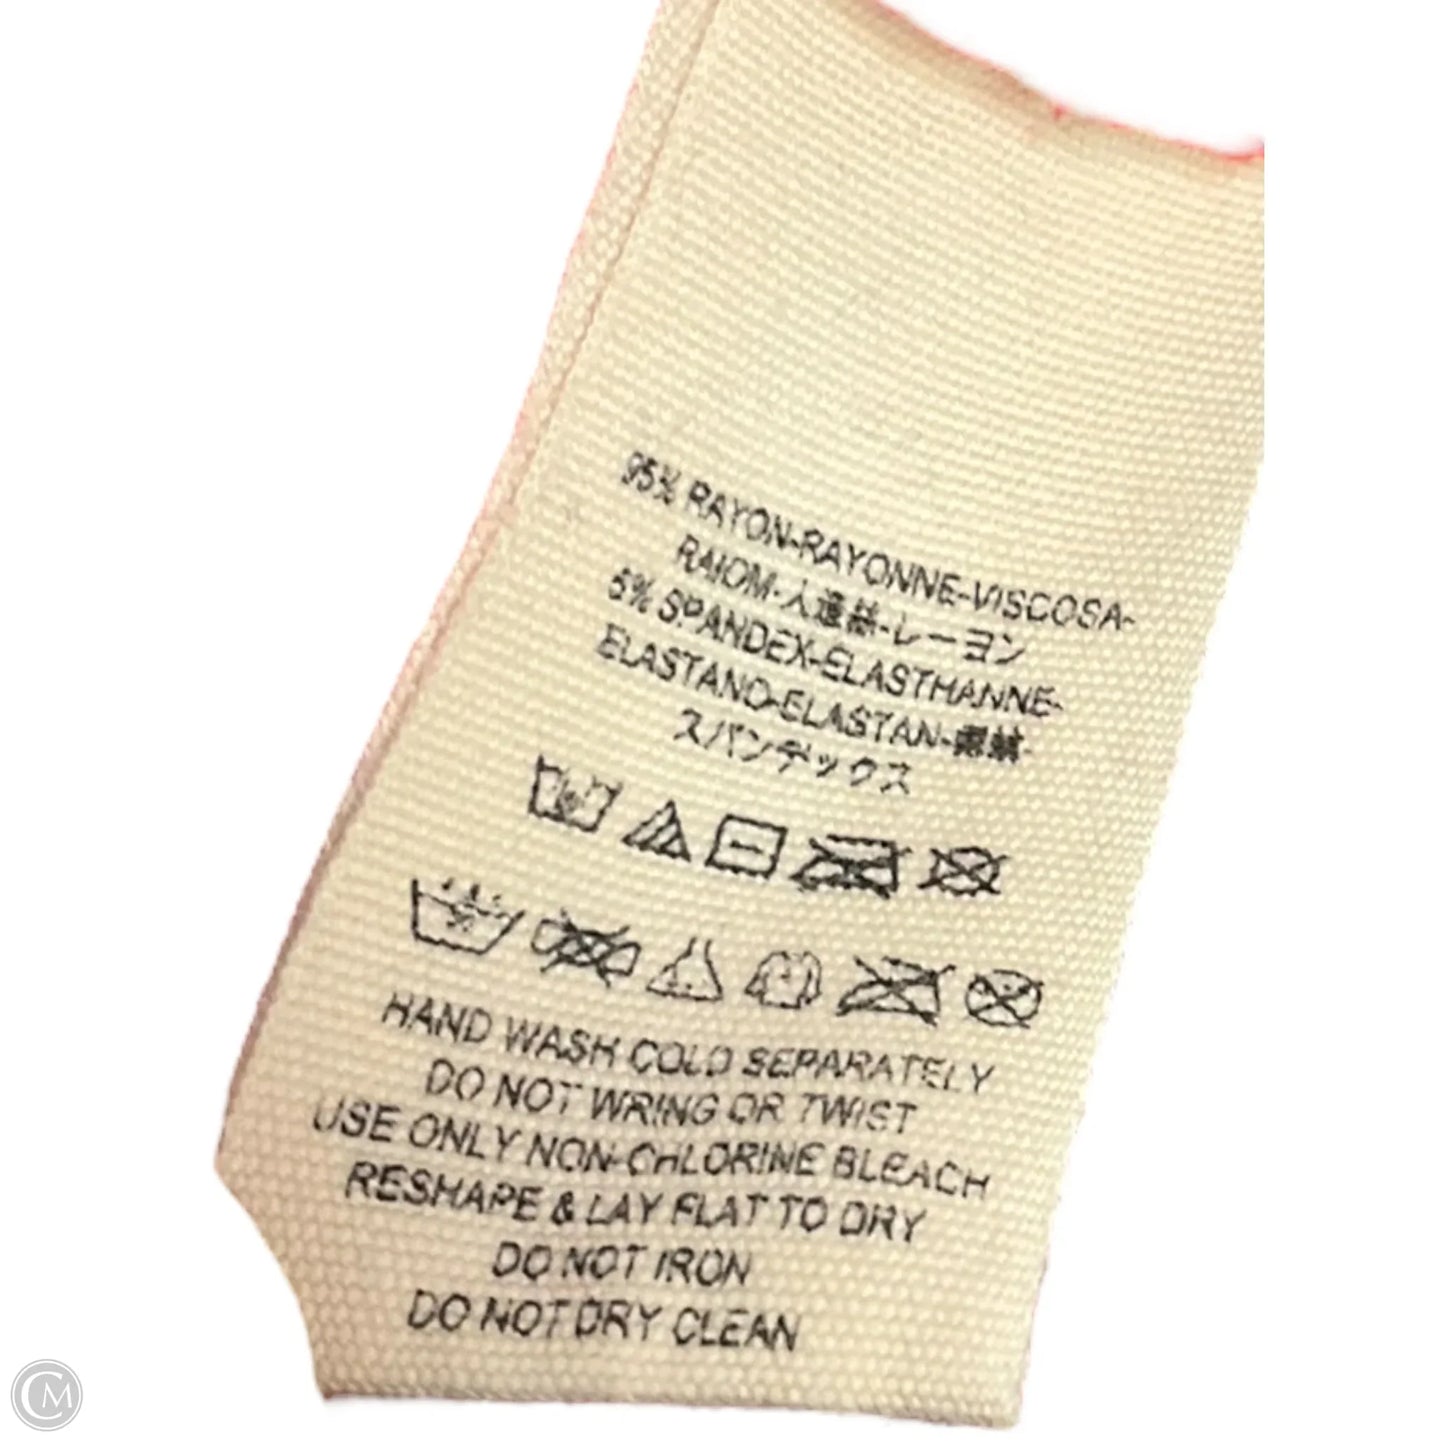 95% RAYON-RAYONNE-VISCOSA-
RAIOM-人造絲-レーヨン
5% SPANDEX-ELASTHANNE-
ELASTANO-ELASTAN-
スパンデックス
HAND WASH COLD SEPARATELY
DO NOT WRING OR TWIST
USE ONLY NON-CHLORINE BLEACH
RESHAPE & LAY FLAT TO DRY
DO NOT IRON
DO NOT DRY CLEAN
CM